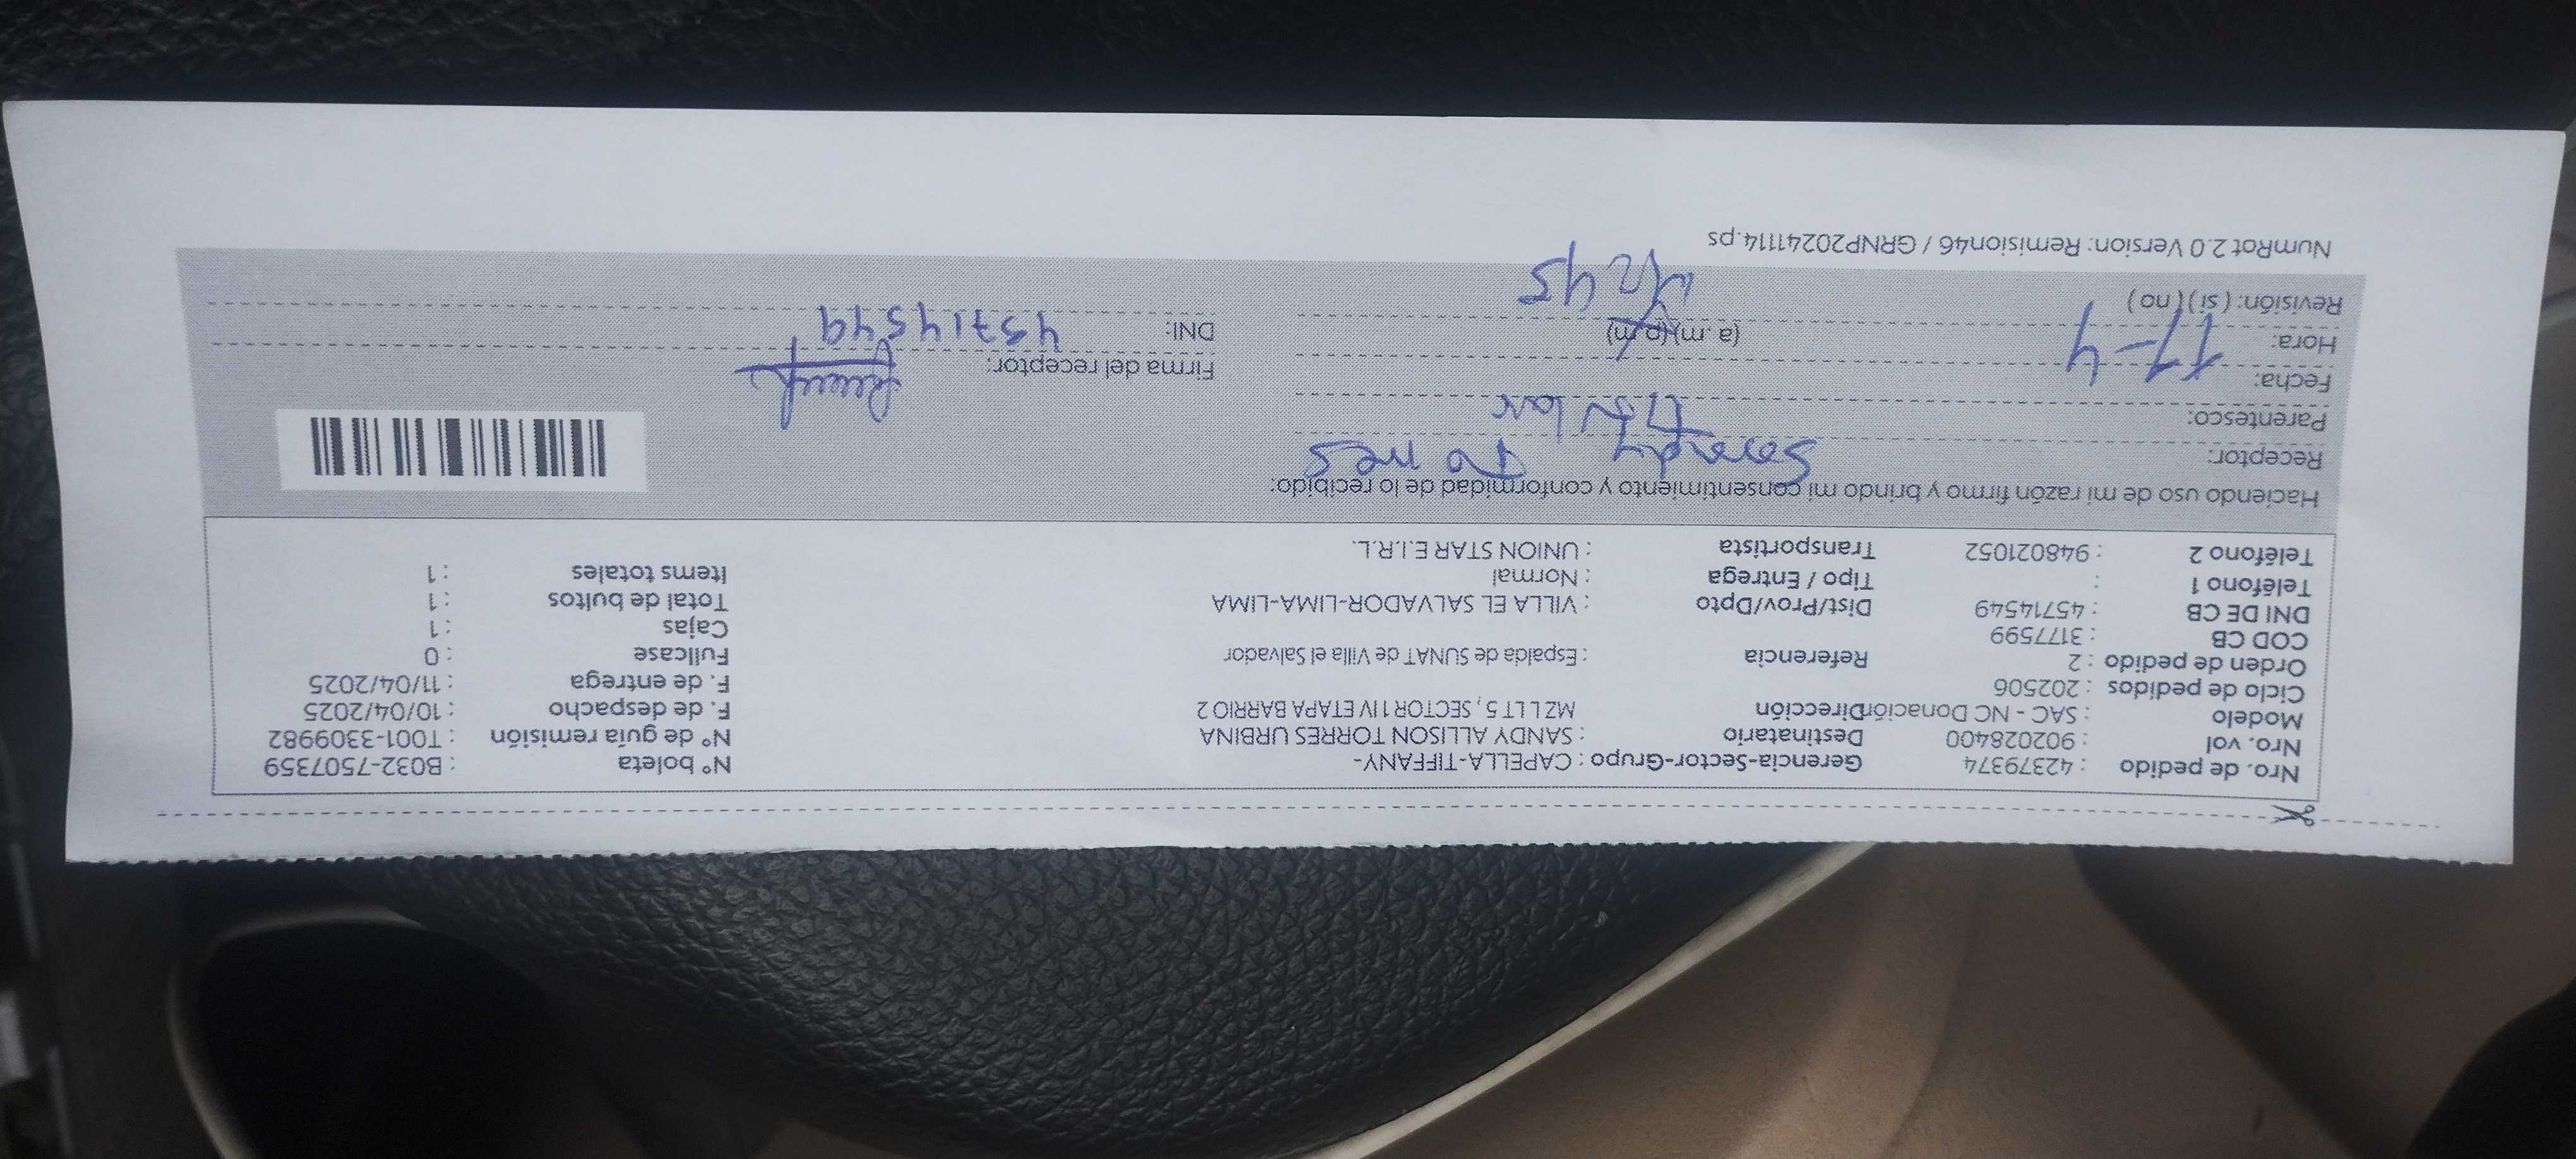 Nro. de pedido : 42379374 Gerencia-Sector-Grupo : CAPELLA-TIFFANY- N° boleta : B032-7507359
Nro. vol : 902028400 Destinatario : SANDY ALLISON TORRES URBINA N° de guía remisión : T001-3309982
Modelo : SAC - NC Donación Dirección MZ L LT 5 , SECTOR 1 IV ETAPA BARRIO 2 F. de despacho : 10/04/2025
Ciclo de pedidos : 202506 F. de entrega : 11/04/2025
Orden de pedido : 2 Referencia : Espalda de SUNAT de Villa el Salvador Fullcase : 0
COD CB : 3177599 Cajas : 1
DNI DE CB : 45714549 Dist/Prov/Dpto : VILLA EL SALVADOR-LIMA-LIMA Total de bultos : 1
Teléfono 1 : Tipo / Entrega : Normal Items totales : 1
Teléfono 2 : 948021052 Transportista : UNION STAR E.I.R.L.
Haciendo uso de mi razón firmo y brindo mi consentimiento y conformidad de lo recibido:
Receptor: Sandy Torres
Parentesco: Titular
Fecha: 11-4 Firma del receptor:
Hora: (a.m)(p.m) DNI: 45714549
Revisión: ( si ) ( no ) 45
NumRot 2.0 Version: Remision46 / GRNP20241114.ps